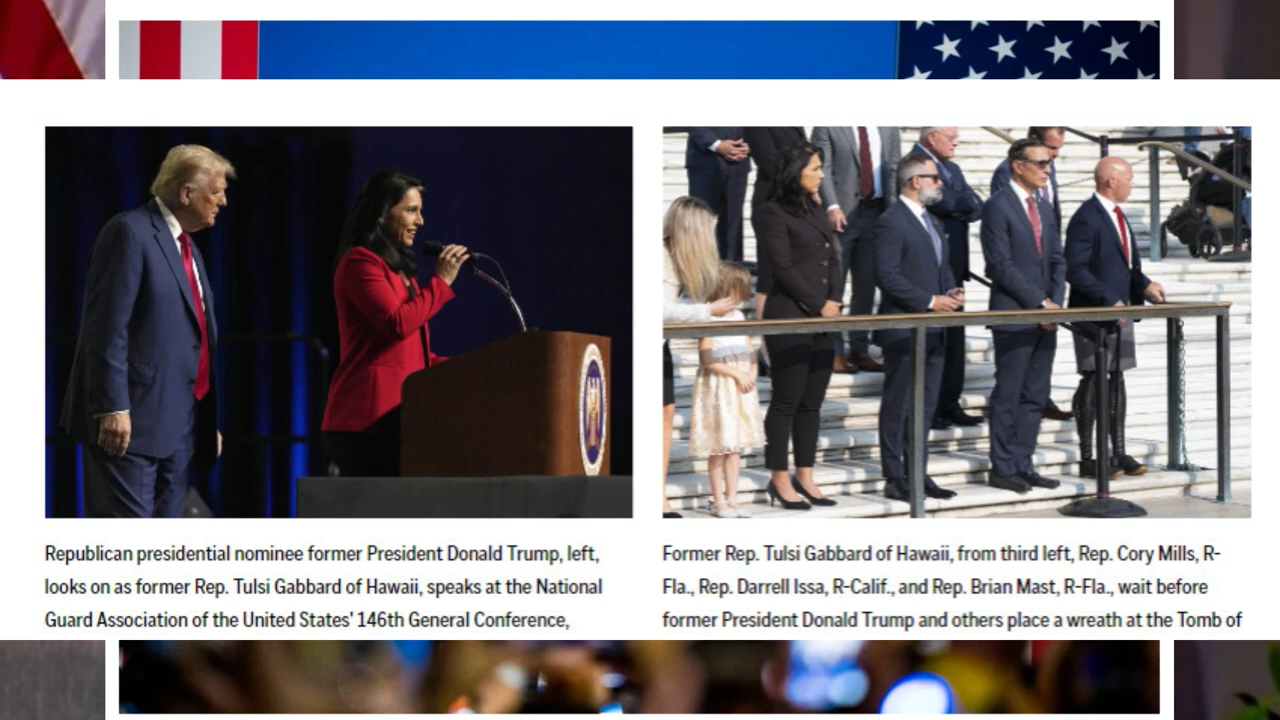 Republican presidential nominee former President Donald Trump, left,
looks on as former Rep. Tulsi Gabbard of Hawaii, speaks at the National
Guard Association of the United States' 146th General Conference,
Former Rep. Tulsi Gabbard of Hawaii, from third left, Rep. Cory Mills, R-
Fla., Rep. Darrell Issa, R-Calif., and Rep. Brian Mast, R-Fla., wait before
former President Donald Trump and others place a wreath at the Tomb of